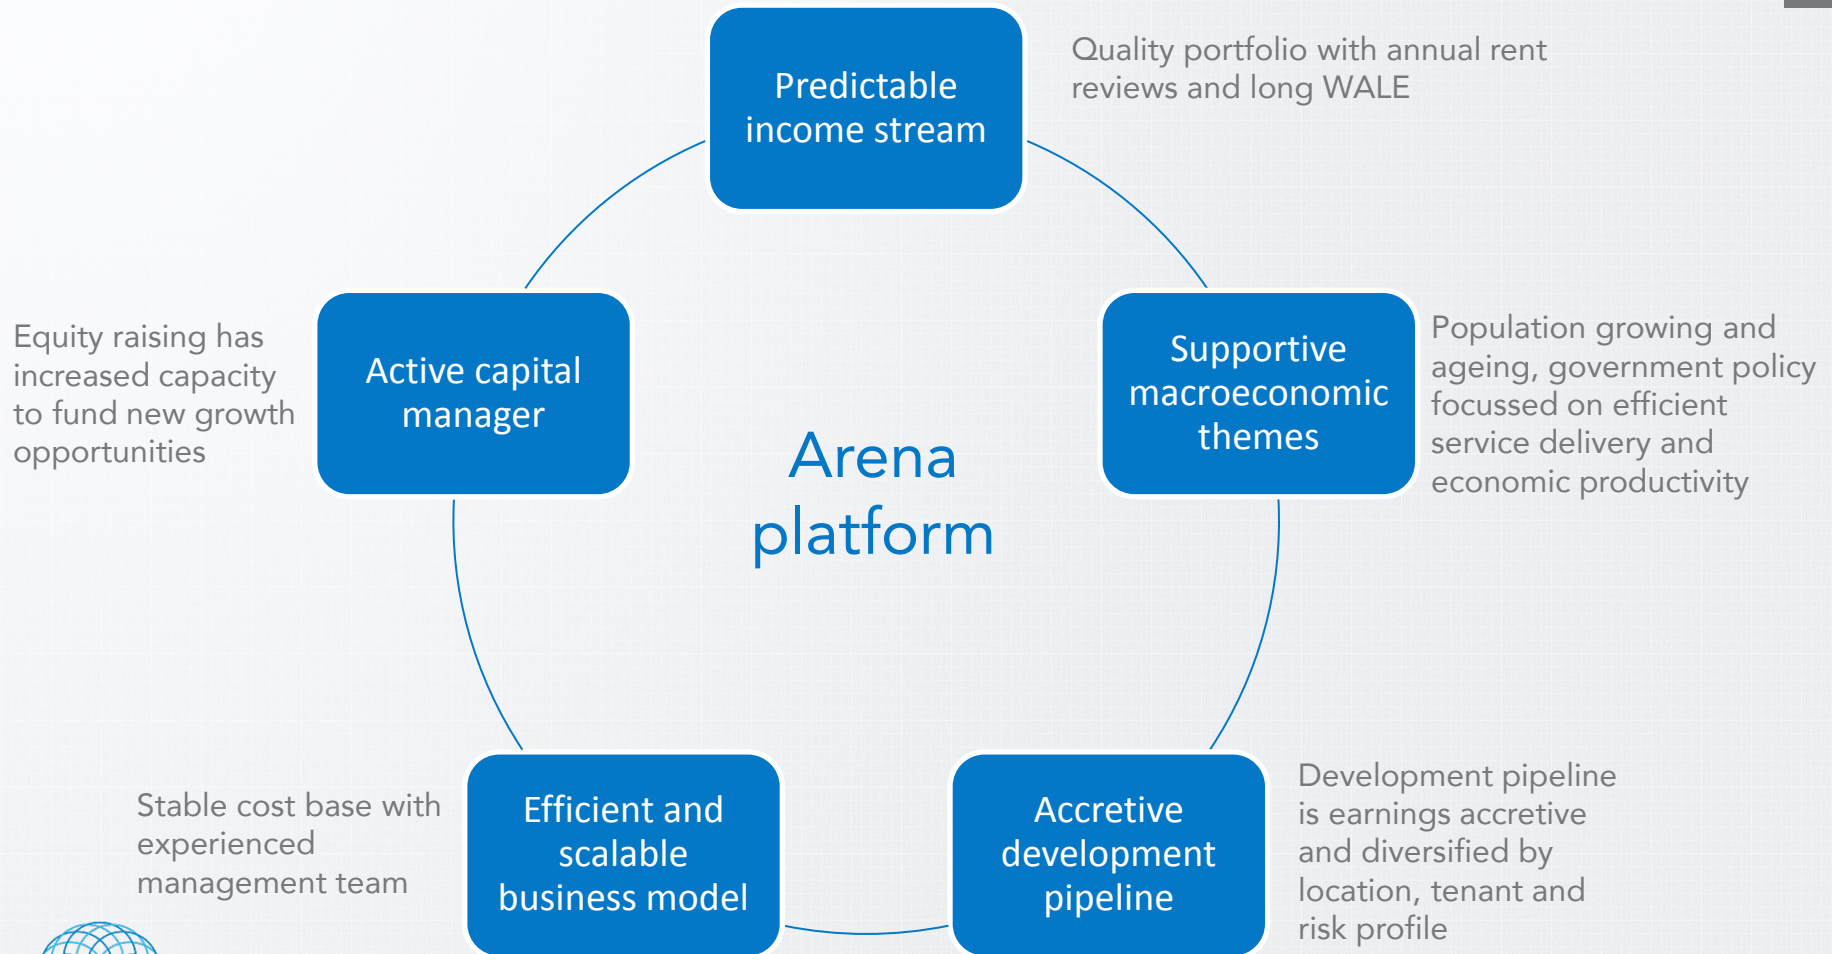 Predictable
income stream
Quality portfolio with annual rent
reviews and long WALE
Supportive
macroeconomic
themes
Population growing and
ageing, government policy
focussed on efficient
service delivery and
economic productivity
Accretive
development
pipeline
Development pipeline
is earnings accretive
and diversified by
location, tenant and
risk profile
Efficient and
scalable
business model
Stable cost base with
experienced
management team
Active capital
manager
Equity raising has
increased capacity
to fund new growth
opportunities
Arena
platform